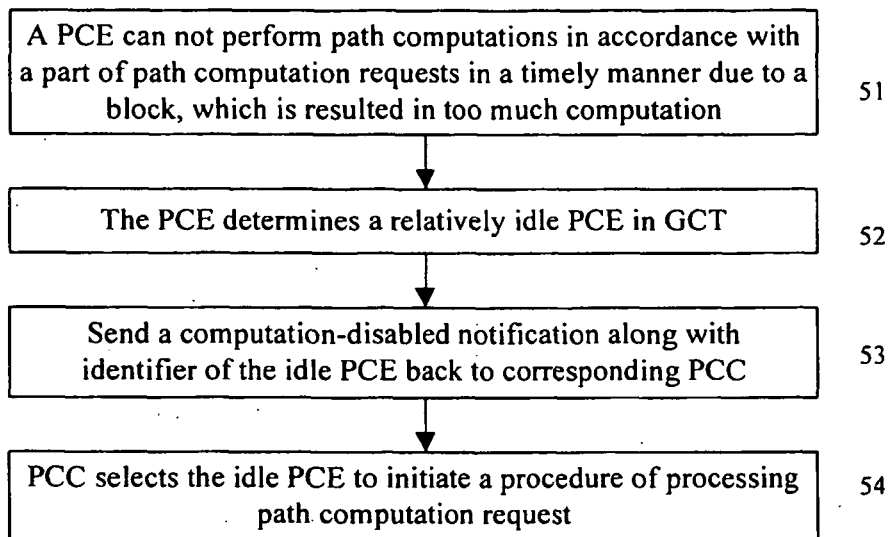 A PCE can not perform path computations in accordance with
a part of path computation requests in a timely manner due to a
block, which is resulted in too much computation
51
The PCE determines a relatively idle PCE in GCT
52
Send a computation-disabled notification along with
identifier of the idle PCE back to corresponding PCC
53
PCC selects the idle PCE to initiate a procedure of processing
path computation request
54